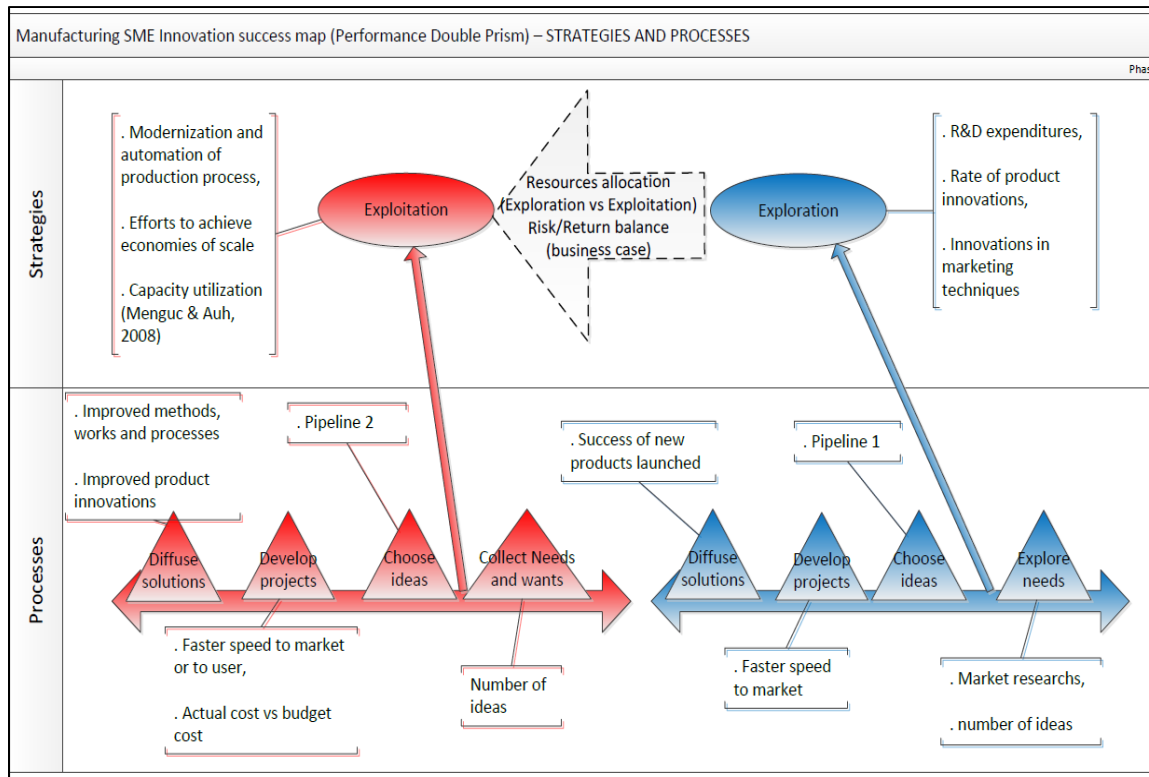 Manufacturing SME Innovation success map (Performance Double Prism) – STRATEGIES AND PROCESSES
Phas
Strategies
. Modernization and
automation of
production process,
. Efforts to achieve
economies of scale
. Capacity utilization
(Menguc & Auh,
2008)
Exploitation
Resources allocation
(Exploration vs Exploitation)
Risk/Return balance
(business case)
Exploration
. R&D expenditures,
. Rate of product
innovations,
. Innovations in
marketing
techniques
Processes
. Improved methods,
works and processes
. Improved product
innovations
. Pipeline 2
. Success of new
products launched
. Pipeline 1
Diffuse
solutions
Develop
projects
Choose
ideas
Collect Needs
and wants
Diffuse
solutions
Develop
projects
Choose
ideas
Explore
needs
. Faster speed to market
or to user,
. Actual cost vs budget
cost
Number of
ideas
. Faster speed
to market
. Market researchs,
. number of ideas